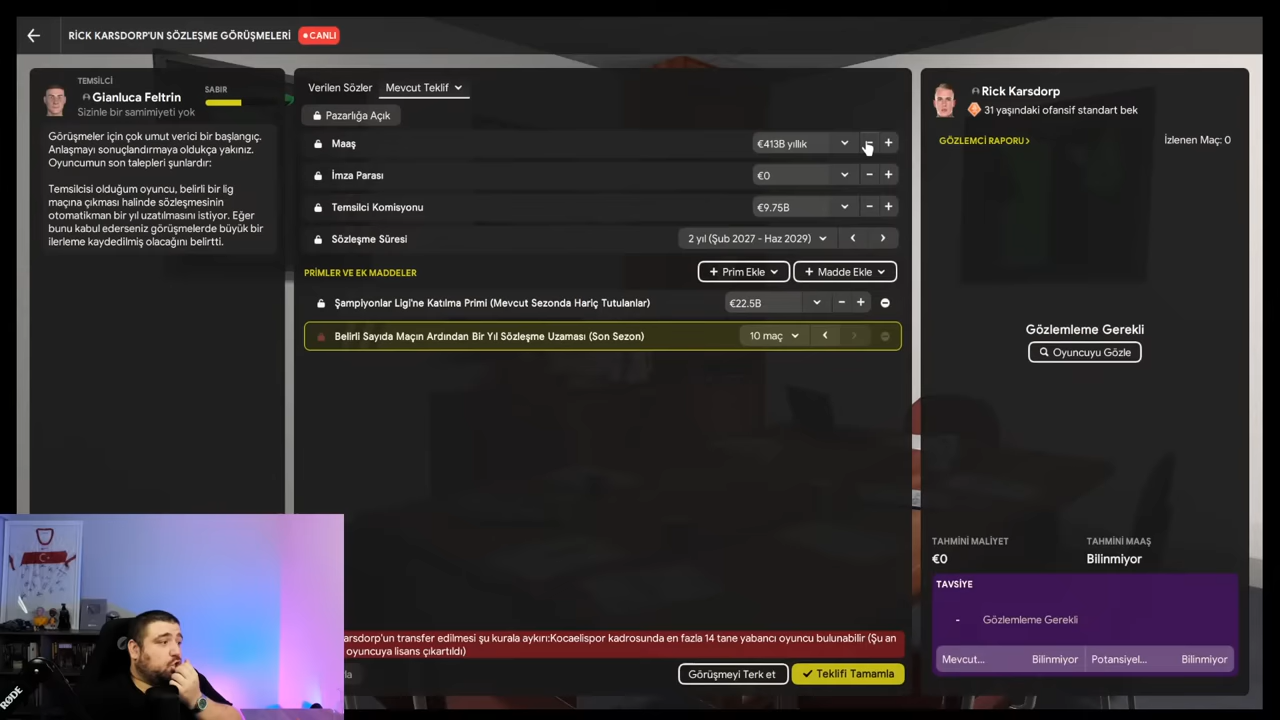 RİCK KARSDORP'UN SÖZLEŞME GÖRÜŞMELERİ
CANLI
TEMSİLCİ
Gianluca Feltrin
Sizinle bir samimiyeti yok
SABIR
Görüşmeler için çok umut verici bir başlangıç.
Anlaşmayı sonuçlandırmaya oldukça yakınız.
Oyuncumun son talepleri şunlardır:
Temsilcisi olduğum oyuncu, belirli bir lig
maçına çıkması halinde sözleşmesinin
otomatikman bir yıl uzatılmasını istiyor. Eğer
bunu kabul ederseniz görüşmelerde büyük bir
ilerleme kaydedilmiş olacağını belirtti.
Verilen Sözler
Mevcut Teklif
Pazarlığa Açık
Maaş
€413B yıllık
İmza Parası
€0
Temsilci Komisyonu
€9.75B
Sözleşme Süresi
2 yıl (Şub 2027 - Haz 2029)
PRİMLER VE EK MADDELER
+ Prim Ekle
+ Madde Ekle
Şampiyonlar Ligi'ne Katılma Primi (Mevcut Sezonda Hariç Tutulanlar)
€22.5B
Belirli Sayıda Maçın Ardından Bir Yıl Sözleşme Uzaması (Son Sezon)
10 maç
arsdorp'un transfer edilmesi şu kurala aykırı:Kocaelispor kadrosunda en fazla 14 tane yabancı oyuncu bulunabilir (Şu an
oyuncuya lisans çıkartıldı)
Görüşmeyi Terk et
Teklifi Tamamla
Rick Karsdorp
31 yaşındaki ofansif standart bek
GÖZLEMCİ RAPORU
İzlenen Maç: 0
Gözlemleme Gerekli
Oyuncuyu Gözle
TAHMİNİ MALİYET
€0
TAHMİNİ MAAŞ
Bilinmiyor
TAVSİYE
- Gözlemleme Gerekli
Mevcut... Bilinmiyor
Potansiyel... Bilinmiyor
RØDE